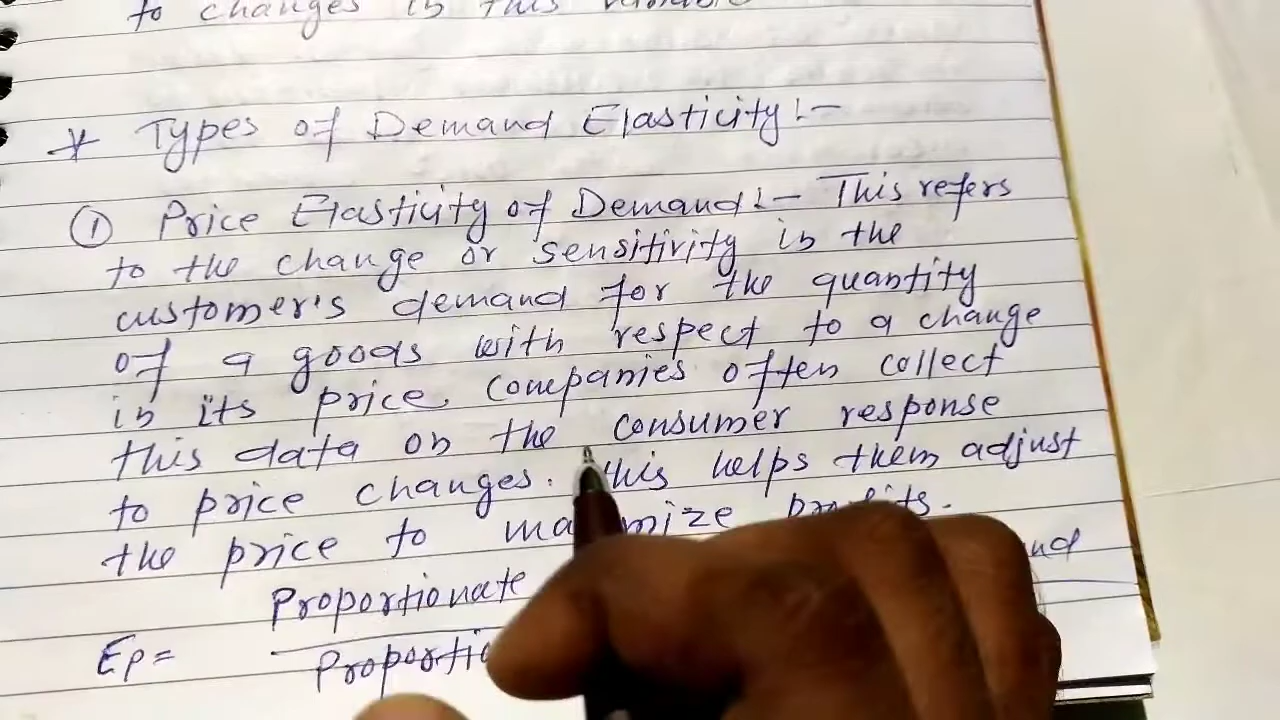 to changes in this
* Types of Demand Elasticity :-
① Price Elasticity of Demand :- This refers
to the change or sensitivity in the
customer's demand for the quantity
of a goods with respect to a change
in its price. Companies often collect
this data on the consumer response
to price changes. This helps them adjust
the price to maximize profits.
Proportionate
Ep =